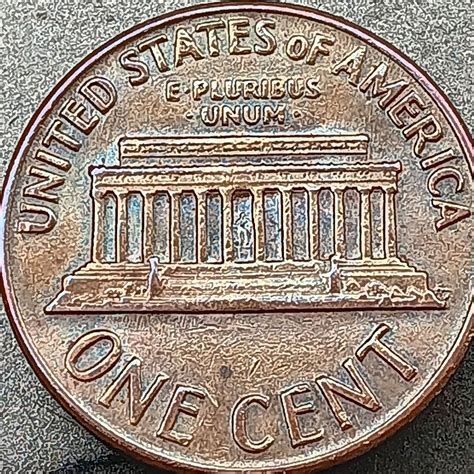 UNITED STATES OF AMERICA
E·PLURIBUS
·UNUM·
ONE CENT